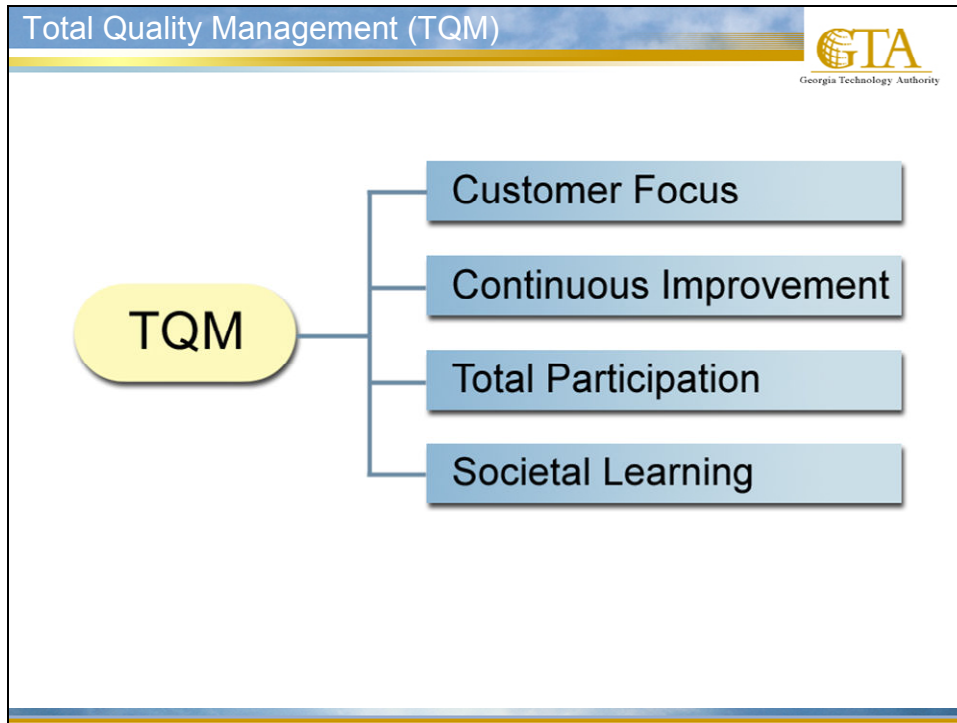 Total Quality Management (TQM)
GTA
Georgia Technology Authority
Customer Focus
Continuous Improvement
TQM
Total Participation
Societal Learning